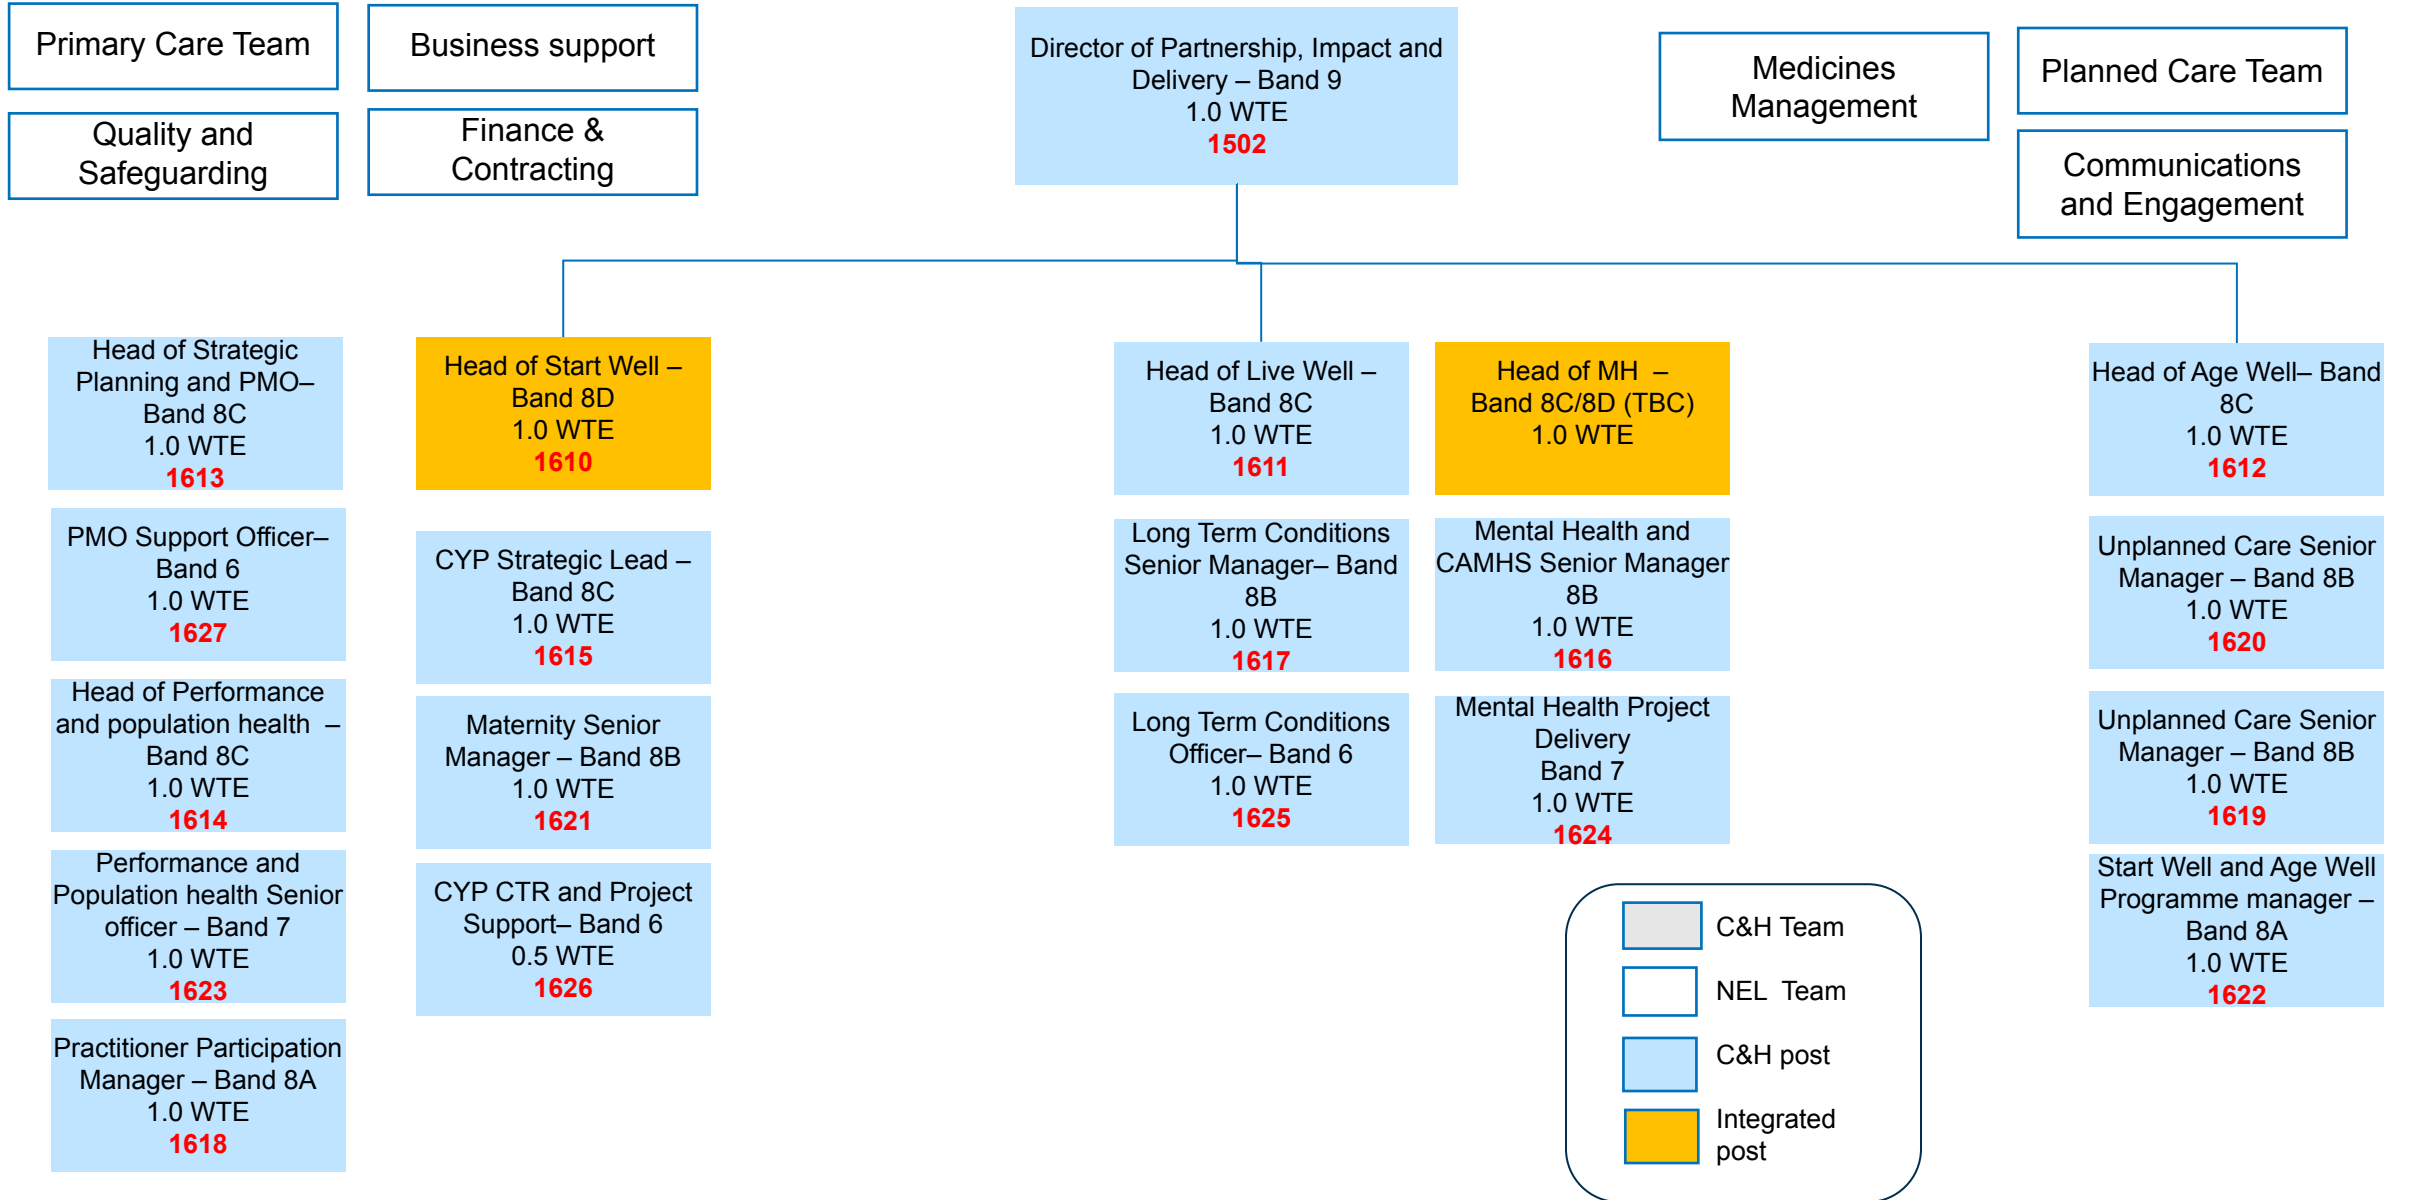 Primary Care Team
Business support
Quality and
Safeguarding
Finance &
Contracting
Director of Partnership, Impact and
Delivery – Band 9
1.0 WTE
1502
Medicines
Management
Planned Care Team
Communications
and Engagement
Head of Strategic
Planning and PMO–
Band 8C
1.0 WTE
1613
PMO Support Officer–
Band 6
1.0 WTE
1627
Head of Performance
and population health –
Band 8C
1.0 WTE
1614
Performance and
Population health Senior
officer – Band 7
1.0 WTE
1623
Practitioner Participation
Manager – Band 8A
1.0 WTE
1618
Head of Start Well –
Band 8D
1.0 WTE
1610
CYP Strategic Lead –
Band 8C
1.0 WTE
1615
Maternity Senior
Manager – Band 8B
1.0 WTE
1621
CYP CTR and Project
Support– Band 6
0.5 WTE
1626
Head of Live Well –
Band 8C
1.0 WTE
1611
Long Term Conditions
Senior Manager– Band
8B
1.0 WTE
1617
Long Term Conditions
Officer– Band 6
1.0 WTE
1625
Head of MH –
Band 8C/8D (TBC)
1.0 WTE
Mental Health and
CAMHS Senior Manager
8B
1.0 WTE
1616
Mental Health Project
Delivery
Band 7
1.0 WTE
1624
Head of Age Well– Band
8C
1.0 WTE
1612
Unplanned Care Senior
Manager – Band 8B
1.0 WTE
1620
Unplanned Care Senior
Manager – Band 8B
1.0 WTE
1619
Start Well and Age Well
Programme manager –
Band 8A
1.0 WTE
1622
C&H Team
NEL Team
C&H post
Integrated
post